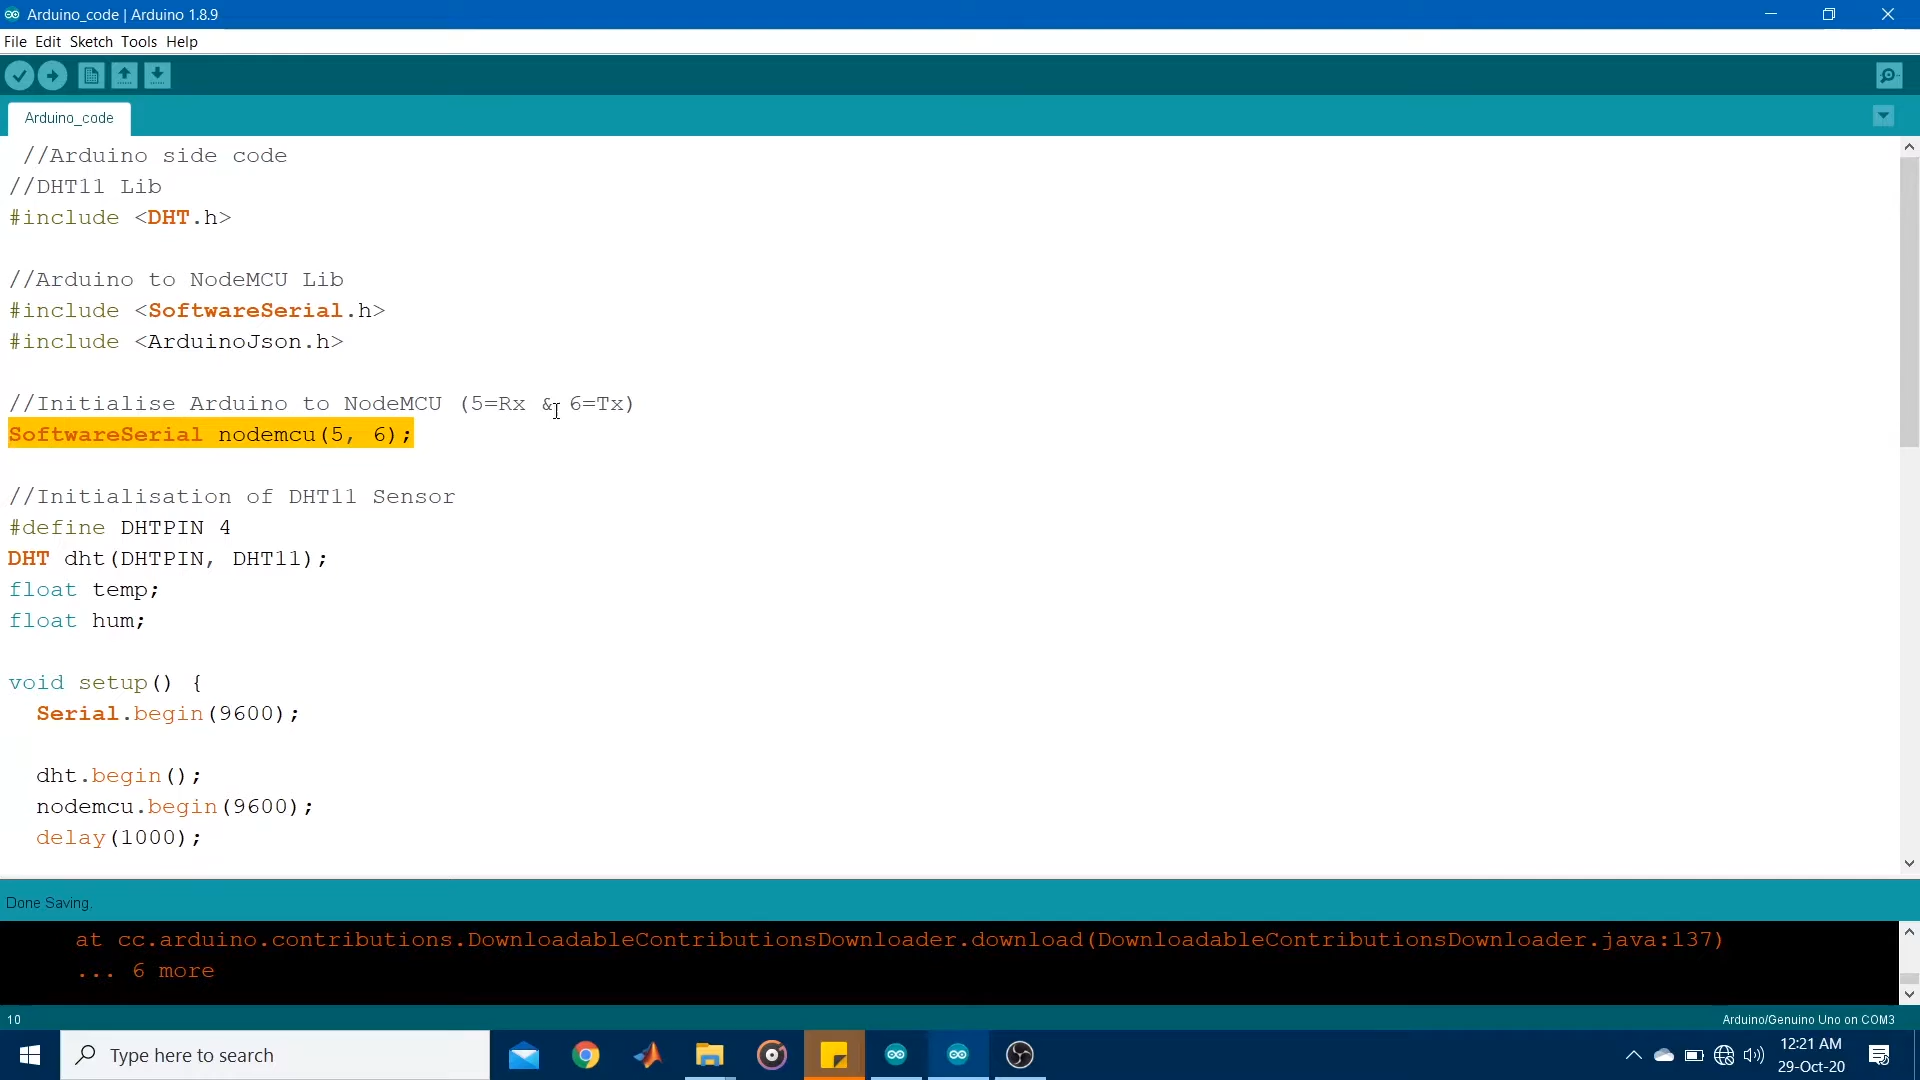 Arduino_code | Arduino 1.8.9
File Edit Sketch Tools Help
Arduino_code
//Arduino side code
//DHT11 Lib
#include <DHT.h>
//Arduino to NodeMCU Lib
#include <SoftwareSerial.h>
#include <ArduinoJson.h>
//Initialise Arduino to NodeMCU (5=Rx & 6=Tx)
SoftwareSerial nodemcu(5, 6);
//Initialisation of DHT11 Sensor
#define DHTPIN 4
DHT dht(DHTPIN, DHT11);
float temp;
float hum;
void setup() {
Serial.begin(9600);
dht.begin();
nodemcu.begin(9600);
delay(1000);
Done Saving.
at cc.arduino.contributions.DownloadableContributionsDownloader.download(DownloadableContributionsDownloader.java:137)
... 6 more
10
Arduino/Genuino Uno on COM3
Type here to search
12:21 AM
29-Oct-20